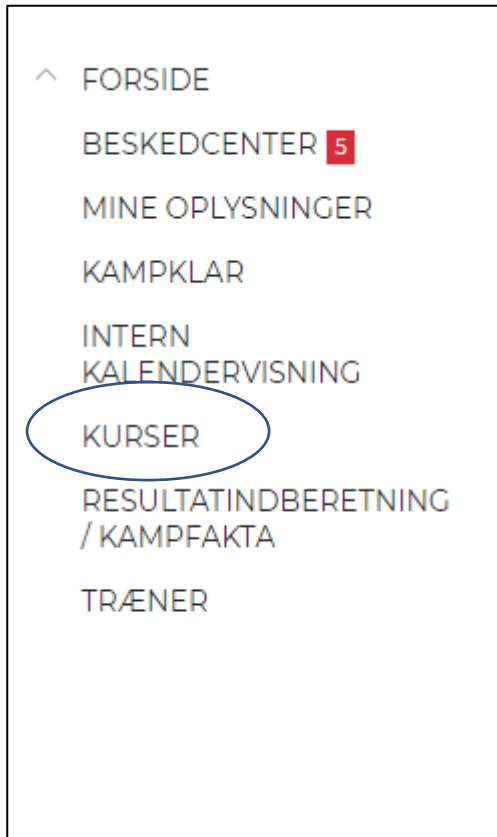 FORSIDE
BESKEDCENTER 5
MINE OPLYSNINGER
KAMPKLAR
INTERN
KALENDERVISNING
KURSER
RESULTATINDBERETNING
/ KAMPFAKTA
TRÆNER